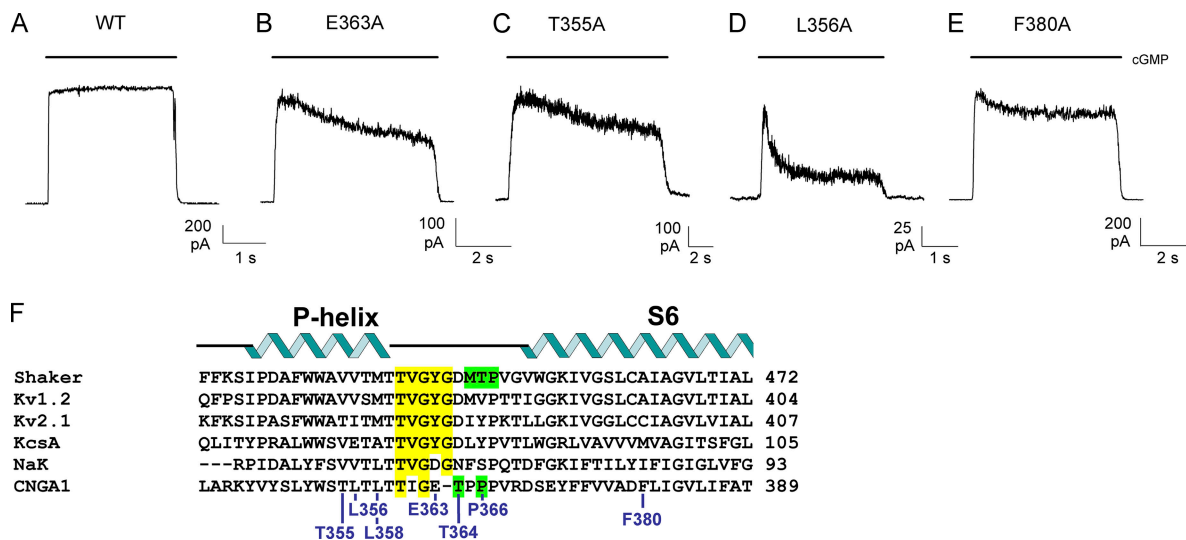 A WT B E363A C T355A D L356A E F380A
cGMP
200 pA 1 s
100 pA 2 s
100 pA 2 s
25 pA 1 s
200 pA 2 s
F
P-helix S6
Shaker FFKSIPDAFWWAVVTMTTVGYGDMTPVGVWGKIVGSLCAIAGVLTIAL 472
Kv1.2 QFPSIPDAFWWAVVSMTTVGYGDMVPTTIGGKIVGSLCAIAGVLTIAL 404
Kv2.1 KFKSIPASFWWATITMTTVGYGDIYPKTLLGKIVGGLCCIAGVLVIAL 407
KcsA QLITYPRALWWSVETATTVGYGDLYPVTLWGRLVAVVVMVAGITSFGL 105
NaK ---RPIDALYFSVVTLTTVGDGNFSPQTDFGKIFTILYIFIGIGLVFG 93
CNGA1 LARKYVYSLYWSTLTLTTIGE-TPPPVRDSEYFFVVADFLIGVLIFAT 389
L356 E363 P366
T355 L358 T364 F380